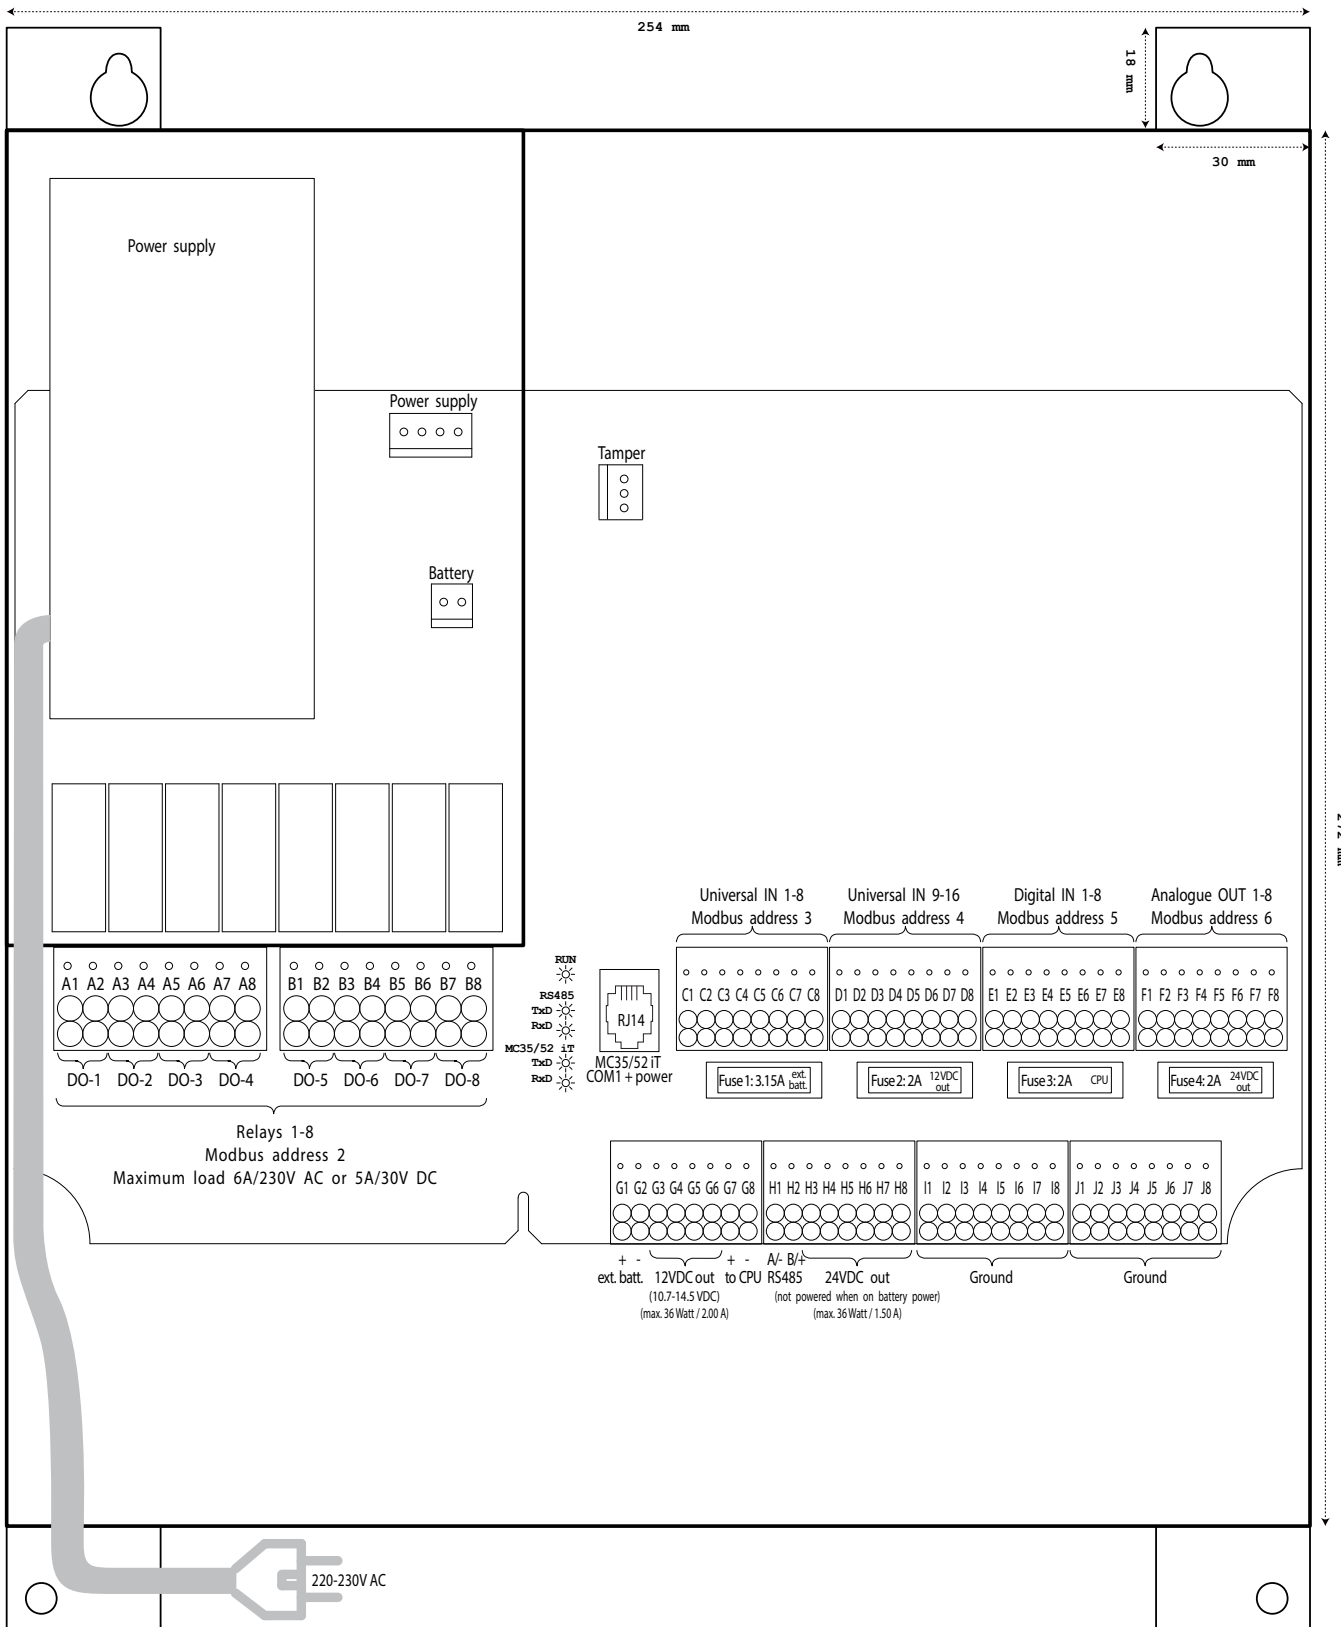 254 mm
18 mm
30 mm
Power supply
Power supply
Tamper
Battery
Universal IN 1-8
Modbus address 3
Universal IN 9-16
Modbus address 4
Digital IN 1-8
Modbus address 5
Analogue OUT 1-8
Modbus address 6
A1 A2 A3 A4 A5 A6 A7 A8
B1 B2 B3 B4 B5 B6 B7 B8
RUN
RS485
TxD
RxD
MC35/52 iT
TxD
RxD
RJ14
MC35/52 iT
COM1 + power
C1 C2 C3 C4 C5 C6 C7 C8
D1 D2 D3 D4 D5 D6 D7 D8
E1 E2 E3 E4 E5 E6 E7 E8
F1 F2 F3 F4 F5 F6 F7 F8
DO-1 DO-2 DO-3 DO-4
DO-5 DO-6 DO-7 DO-8
Fuse 1: 3.15A ext. batt.
Fuse 2: 2A 12VDC out
Fuse 3: 2A CPU
Fuse 4: 2A 24VDC out
Relays 1-8
Modbus address 2
Maximum load 6A/230V AC or 5A/30V DC
G1 G2 G3 G4 G5 G6 G7 G8
H1 H2 H3 H4 H5 H6 H7 H8
I1 I2 I3 I4 I5 I6 I7 I8
J1 J2 J3 J4 J5 J6 J7 J8
+ - + - A/- B/+
ext. batt. 12VDC out to CPU RS485 24VDC out Ground Ground
(10.7-14.5 VDC)
(max. 36 Watt / 2.00 A)
(not powered when on battery power)
(max. 36 Watt / 1.50 A)
220-230V AC